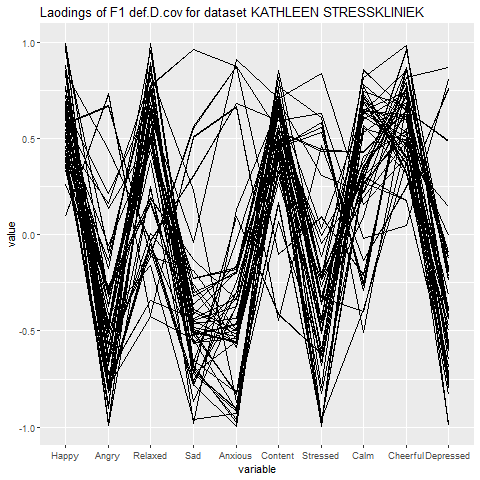 Laodings of F1 def.D.cov for dataset KATHLEEN STRESSKLINIEK
1.0
0.5
0.0
-0.5
-1.0
value
Happy Angry Relaxed Sad Anxious Content Stressed Calm Cheerful Depressed
variable